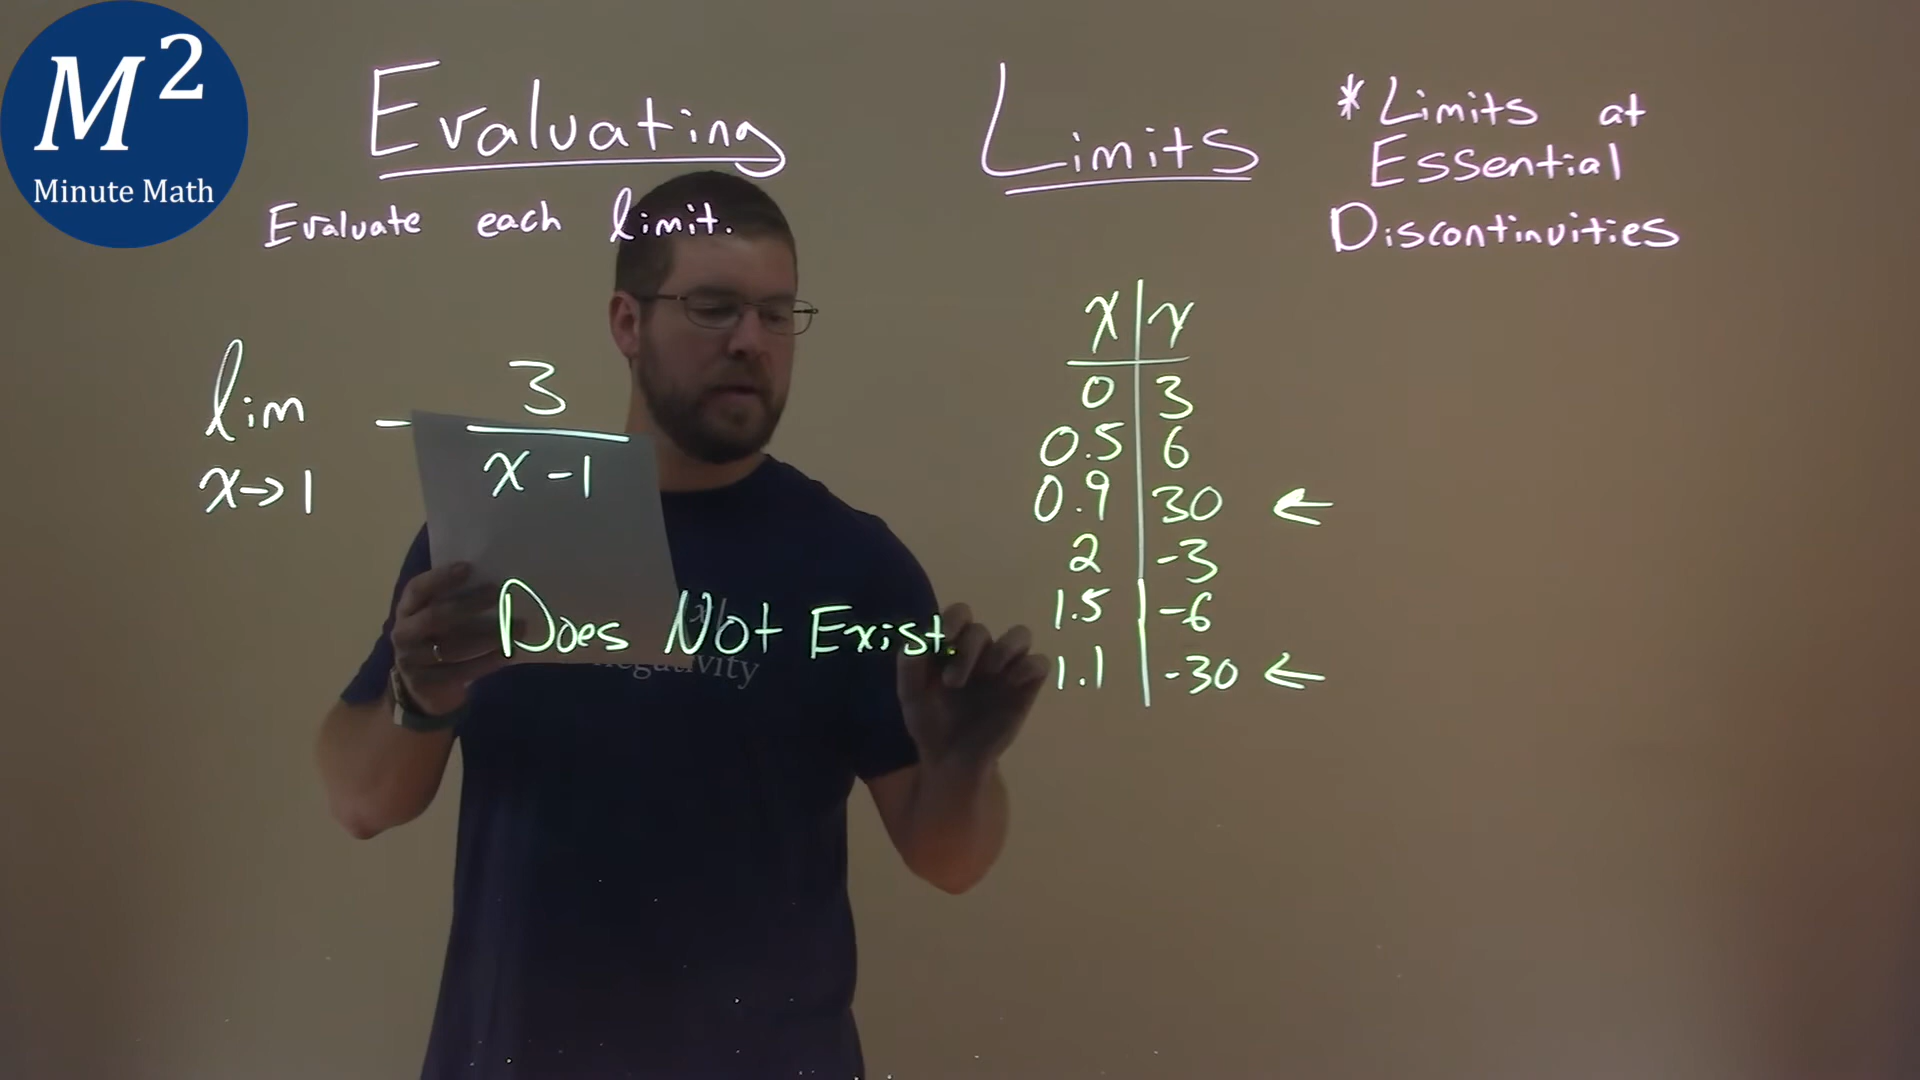 M²
Minute Math
Evaluating Limits
* Limits at
Essential
Discontinuities
Evaluate each limit.
lim - 3
x→1 x-1
Does Not Exist.
x y
0 3
0.5 6
0.9 30 ←
2 -3
1.5 -6
1.1 -30 ←
negativity